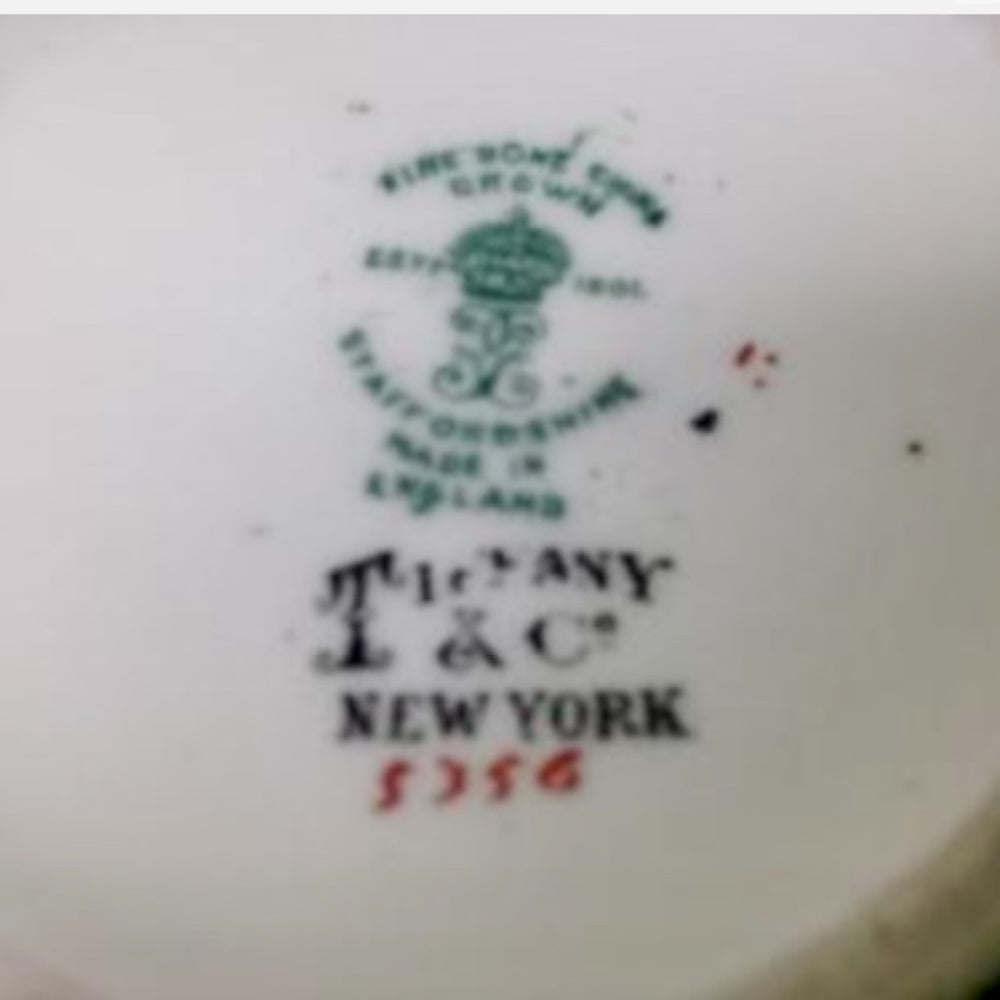 FINE BONE CHINA
CROWN
ESTD 1801.
STAFFORDSHIRE
MADE IN
ENGLAND
TIFFANY
& Co
NEW YORK
5356